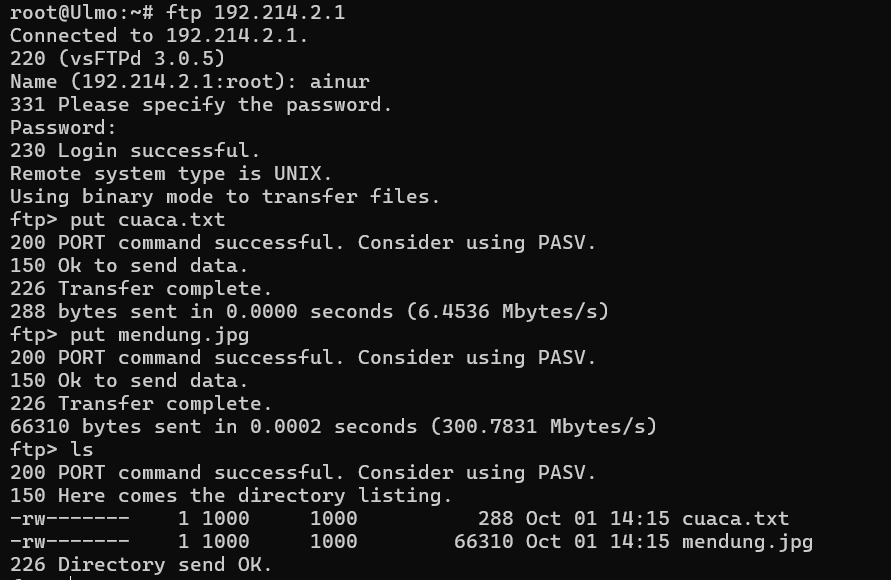 root@Ulmo:~# ftp 192.214.2.1
Connected to 192.214.2.1.
220 (vsFTPd 3.0.5)
Name (192.214.2.1:root): ainur
331 Please specify the password.
Password:
230 Login successful.
Remote system type is UNIX.
Using binary mode to transfer files.
ftp> put cuaca.txt
200 PORT command successful. Consider using PASV.
150 Ok to send data.
226 Transfer complete.
288 bytes sent in 0.0000 seconds (6.4536 Mbytes/s)
ftp> put mendung.jpg
200 PORT command successful. Consider using PASV.
150 Ok to send data.
226 Transfer complete.
66310 bytes sent in 0.0002 seconds (300.7831 Mbytes/s)
ftp> ls
200 PORT command successful. Consider using PASV.
150 Here comes the directory listing.
-rw-------    1 1000     1000          288 Oct 01 14:15 cuaca.txt
-rw-------    1 1000     1000        66310 Oct 01 14:15 mendung.jpg
226 Directory send OK.